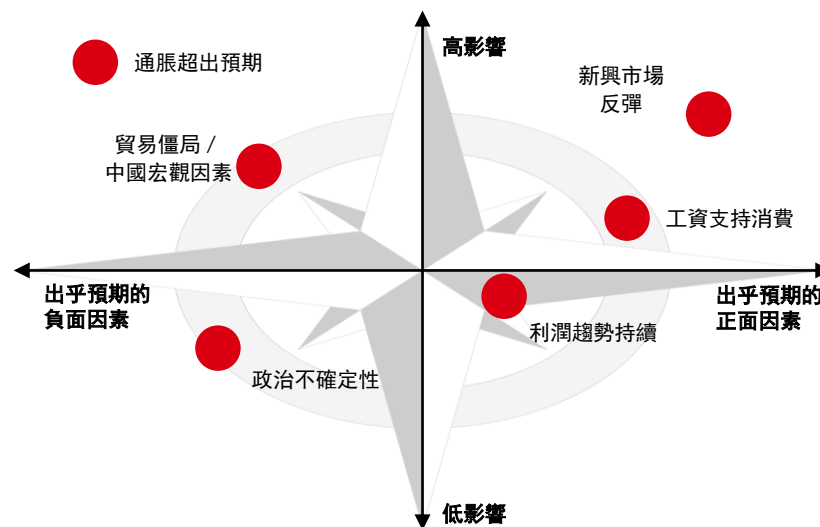 高影響
通脹超出預期
新興市場
反彈
貿易僵局 /
中國宏觀因素
工資支持消費
出乎預期的
負面因素
出乎預期的
正面因素
利潤趨勢持續
政治不確定性
低影響